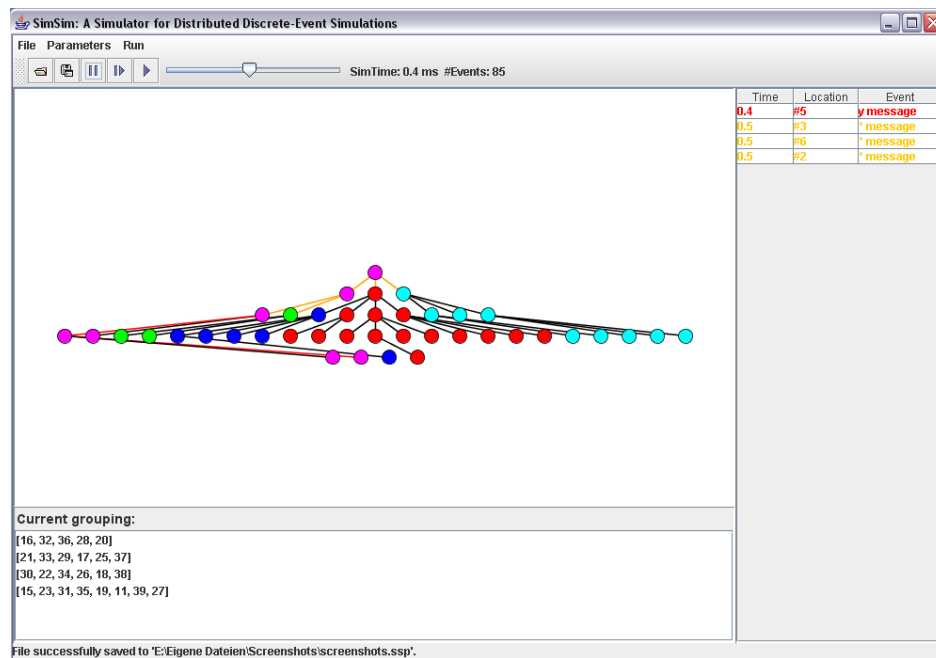 SimSim: A Simulator for Distributed Discrete-Event Simulations
File Parameters Run
SimTime: 0.4 ms #Events: 85
Time Location Event
0.4 #5 y message
0.5 #3 * message
0.5 #6 * message
0.5 #2 * message
Current grouping:
[16, 32, 36, 28, 20]
[21, 33, 29, 17, 25, 37]
[30, 22, 34, 26, 18, 38]
[15, 23, 31, 35, 19, 11, 39, 27]
File successfully saved to 'E:\Eigene Dateien\Screenshots\screenshots.ssp'.